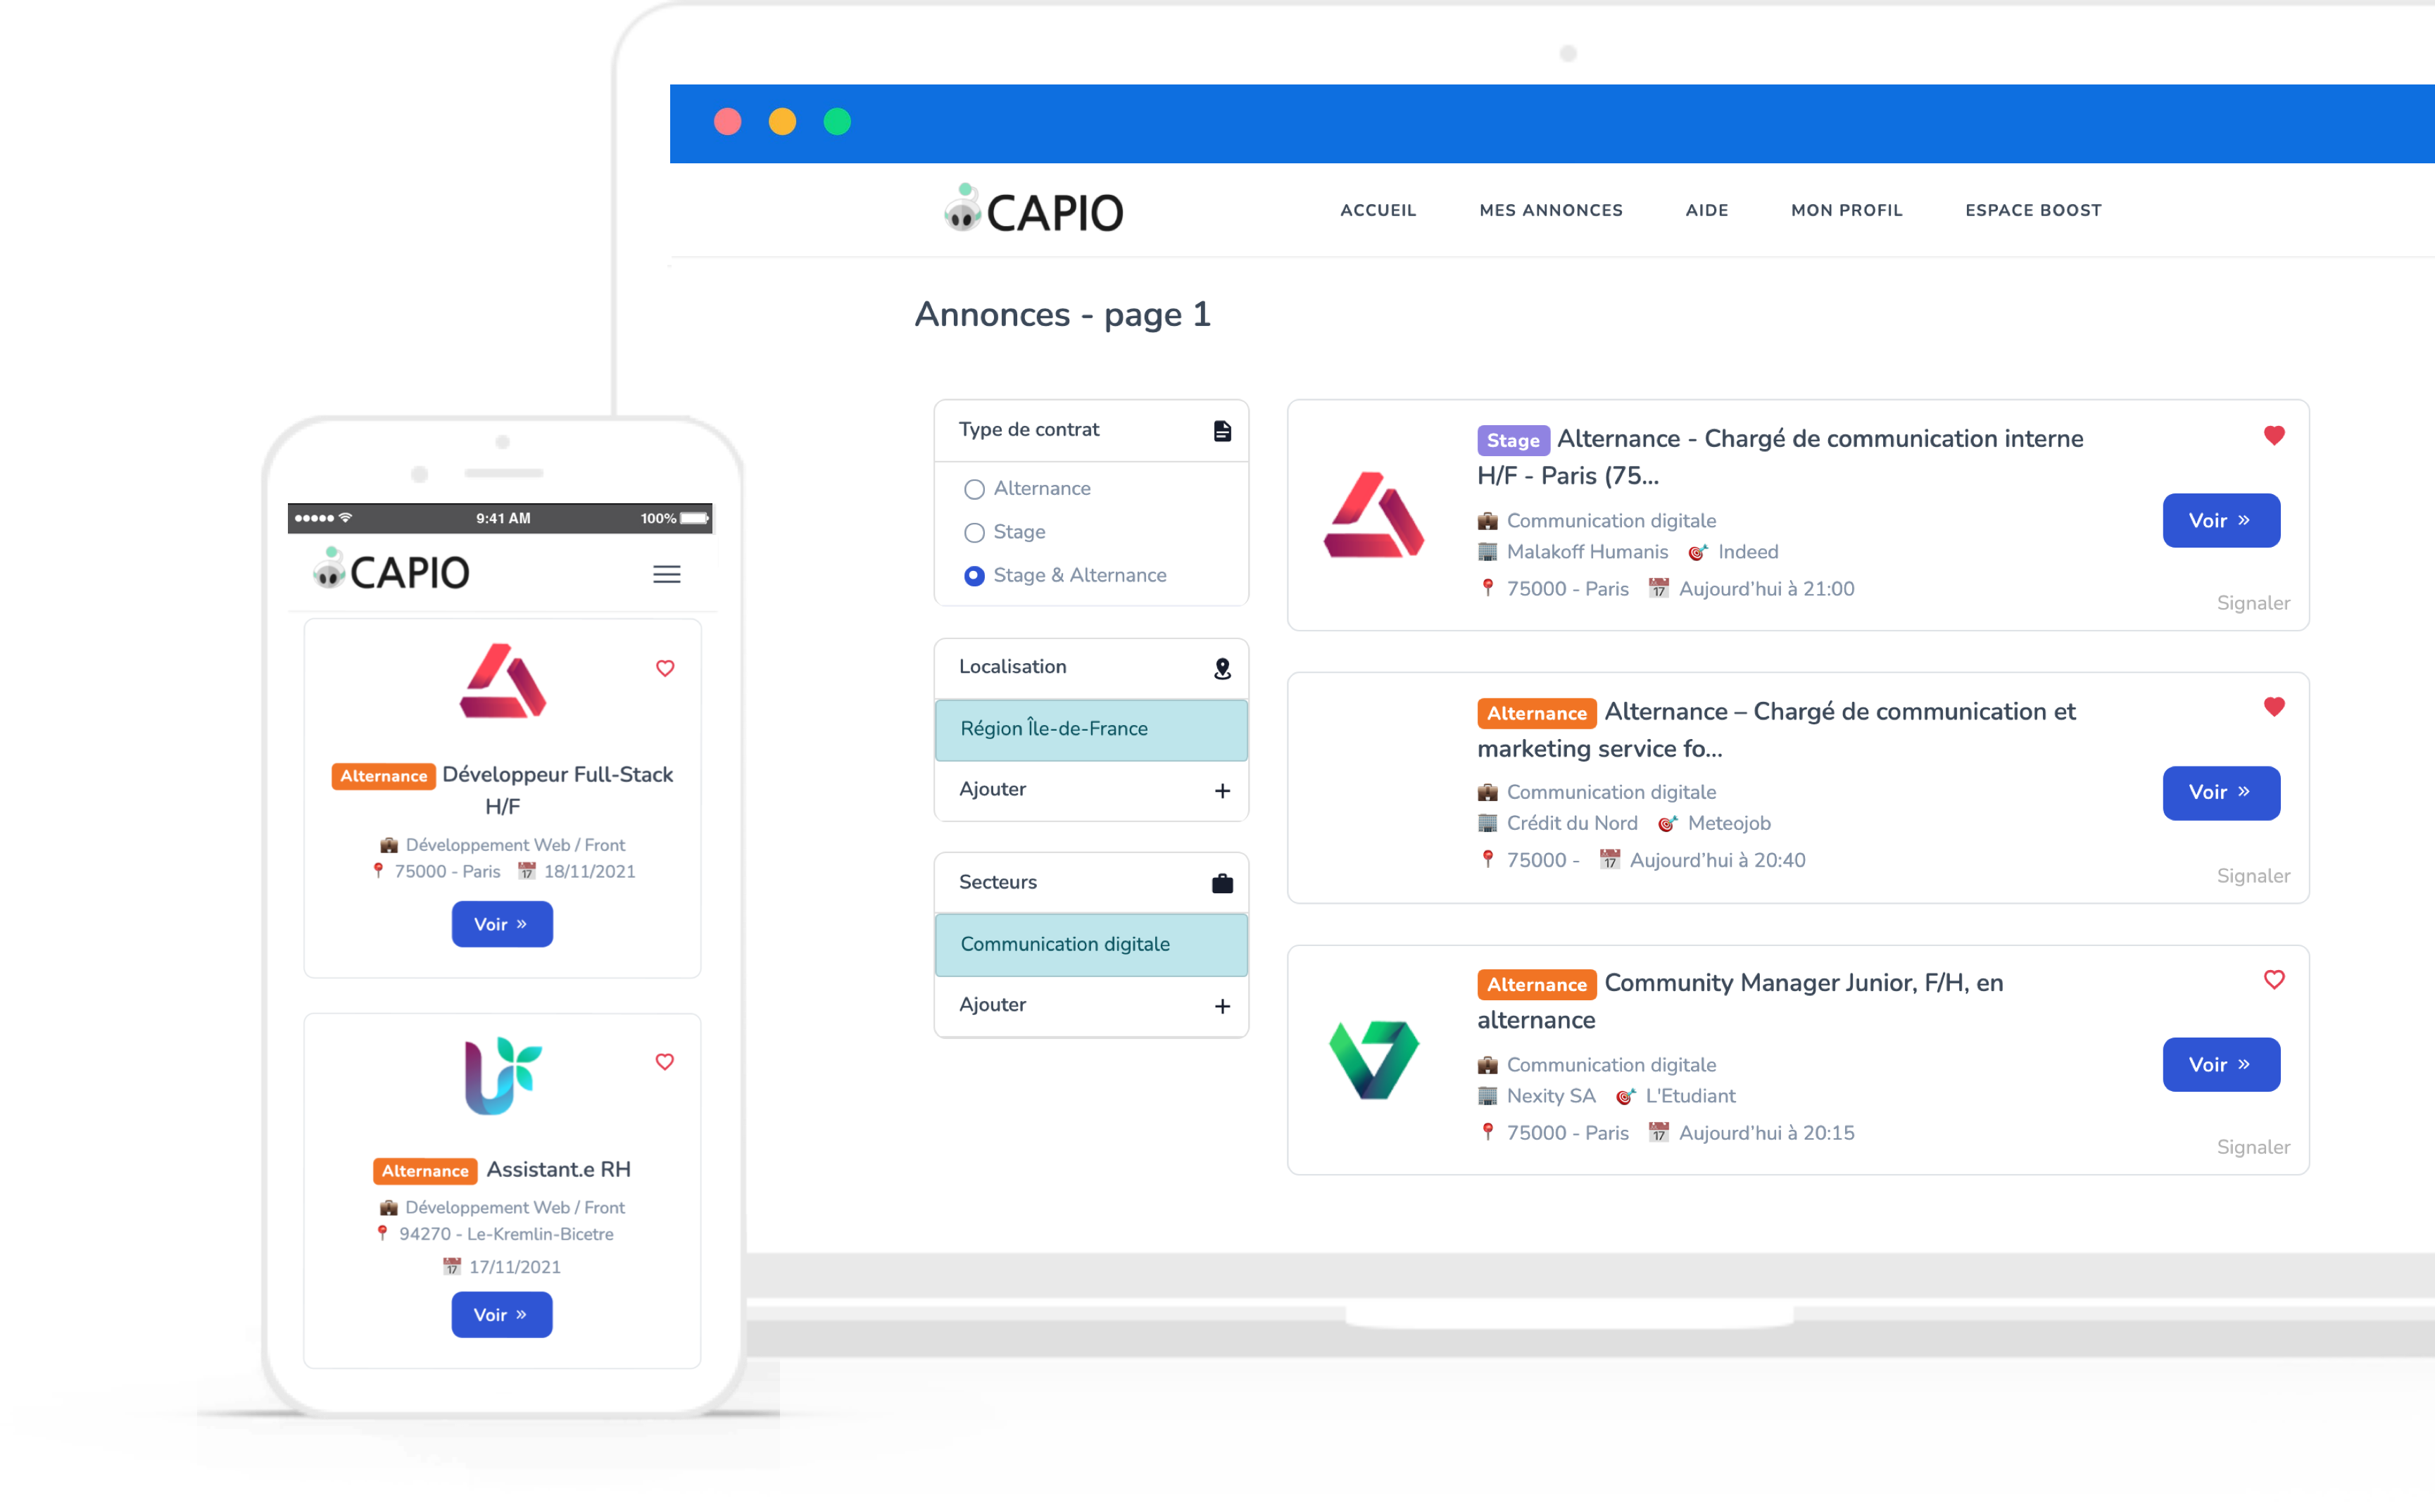 CAPIO
ACCUEIL MES ANNONCES AIDE MON PROFIL ESPACE BOOST
Annonces - page 1
Type de contrat
Alternance
Stage
Stage & Alternance
Localisation
Région Île-de-France
Ajouter +
Secteurs
Communication digitale
Ajouter +
Stage Alternance - Chargé de communication interne
H/F - Paris (75...
Communication digitale
Malakoff Humanis Indeed
75000 - Paris 17 Aujourd'hui à 21:00
Voir »
Signaler
Alternance Alternance – Chargé de communication et
marketing service fo...
Communication digitale
Crédit du Nord Meteojob
75000 - 17 Aujourd'hui à 20:40
Voir »
Signaler
Alternance Community Manager Junior, F/H, en
alternance
Communication digitale
Nexity SA L'Etudiant
75000 - Paris 17 Aujourd'hui à 20:15
Voir »
Signaler
9:41 AM 100%
CAPIO
Alternance Développeur Full-Stack
H/F
Développement Web / Front
75000 - Paris 17 18/11/2021
Voir »
Alternance Assistant.e RH
Développement Web / Front
94270 - Le-Kremlin-Bicetre
17 17/11/2021
Voir »